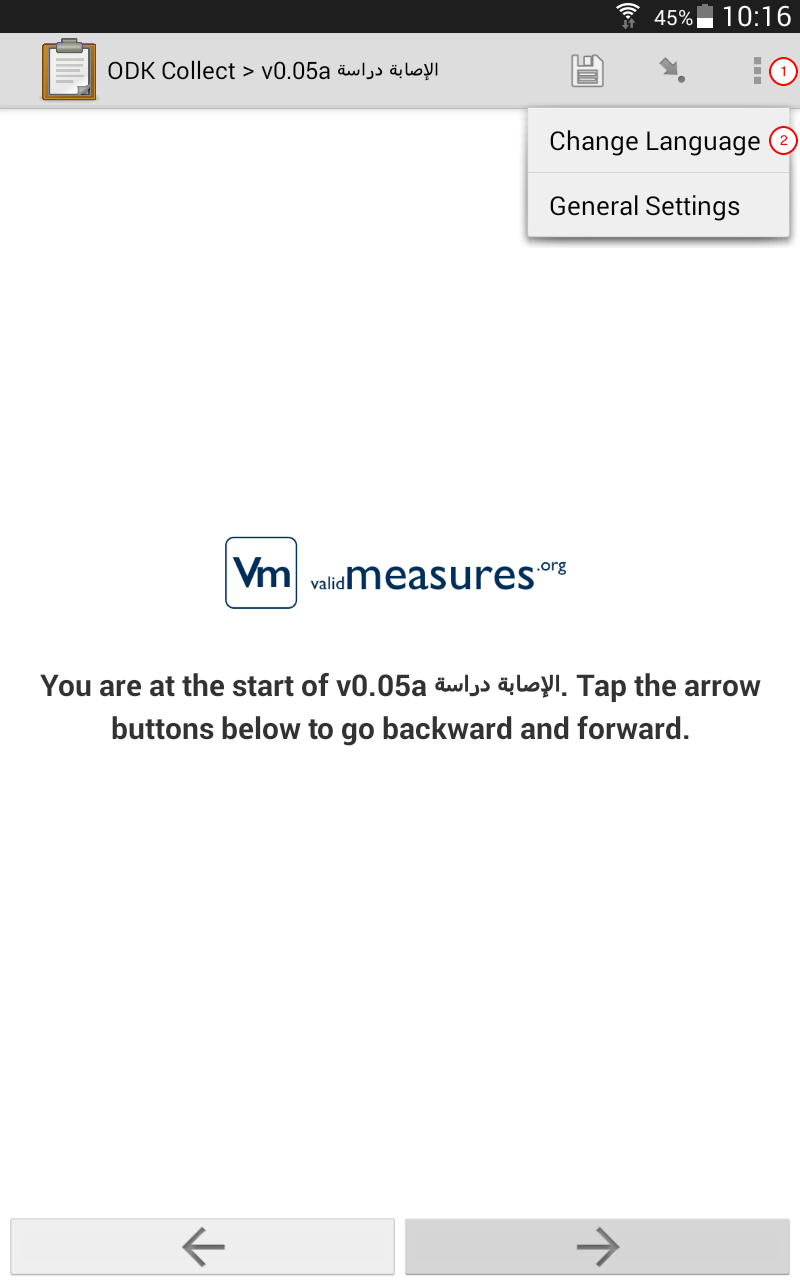 45% 10:16
ODK Collect > v0.05a الإصابة دراسة
1
Change Language 2
General Settings
Vm validmeasures.org
You are at the start of v0.05a الإصابة دراسة. Tap the arrow
buttons below to go backward and forward.